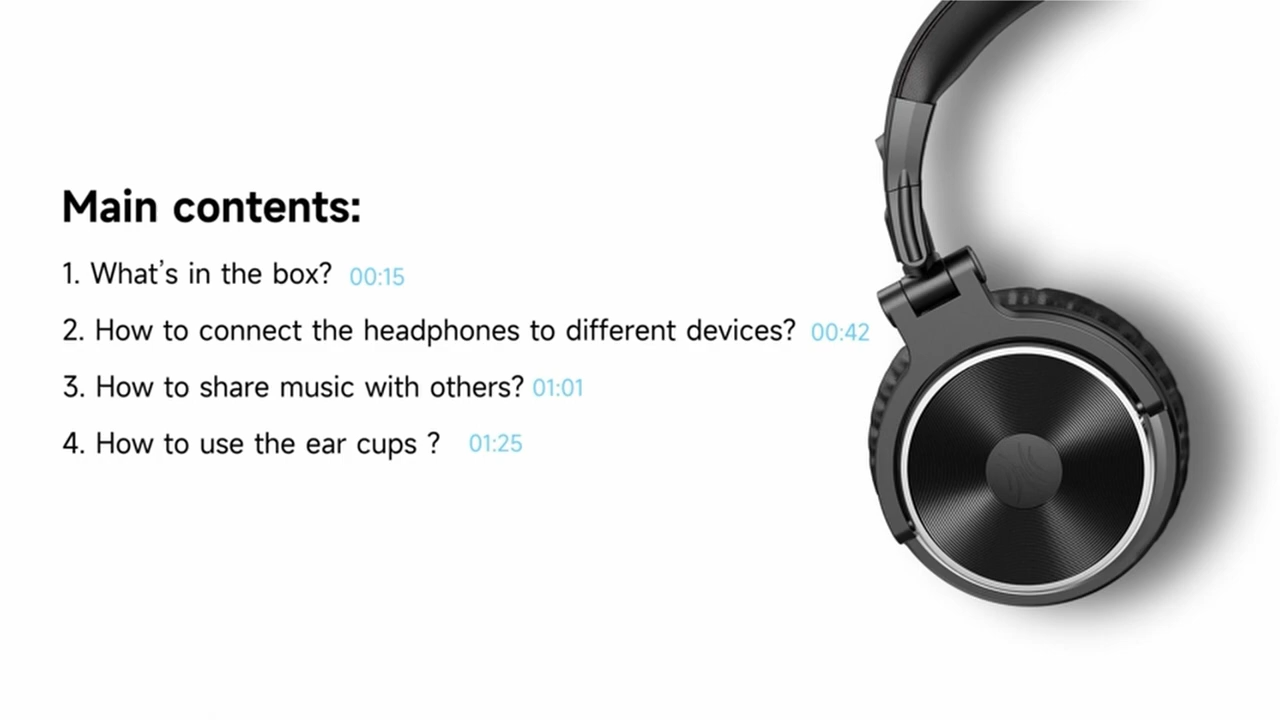 Main contents:
1. What's in the box? 00:15
2. How to connect the headphones to different devices? 00:42
3. How to share music with others? 01:01
4. How to use the ear cups ? 01:25